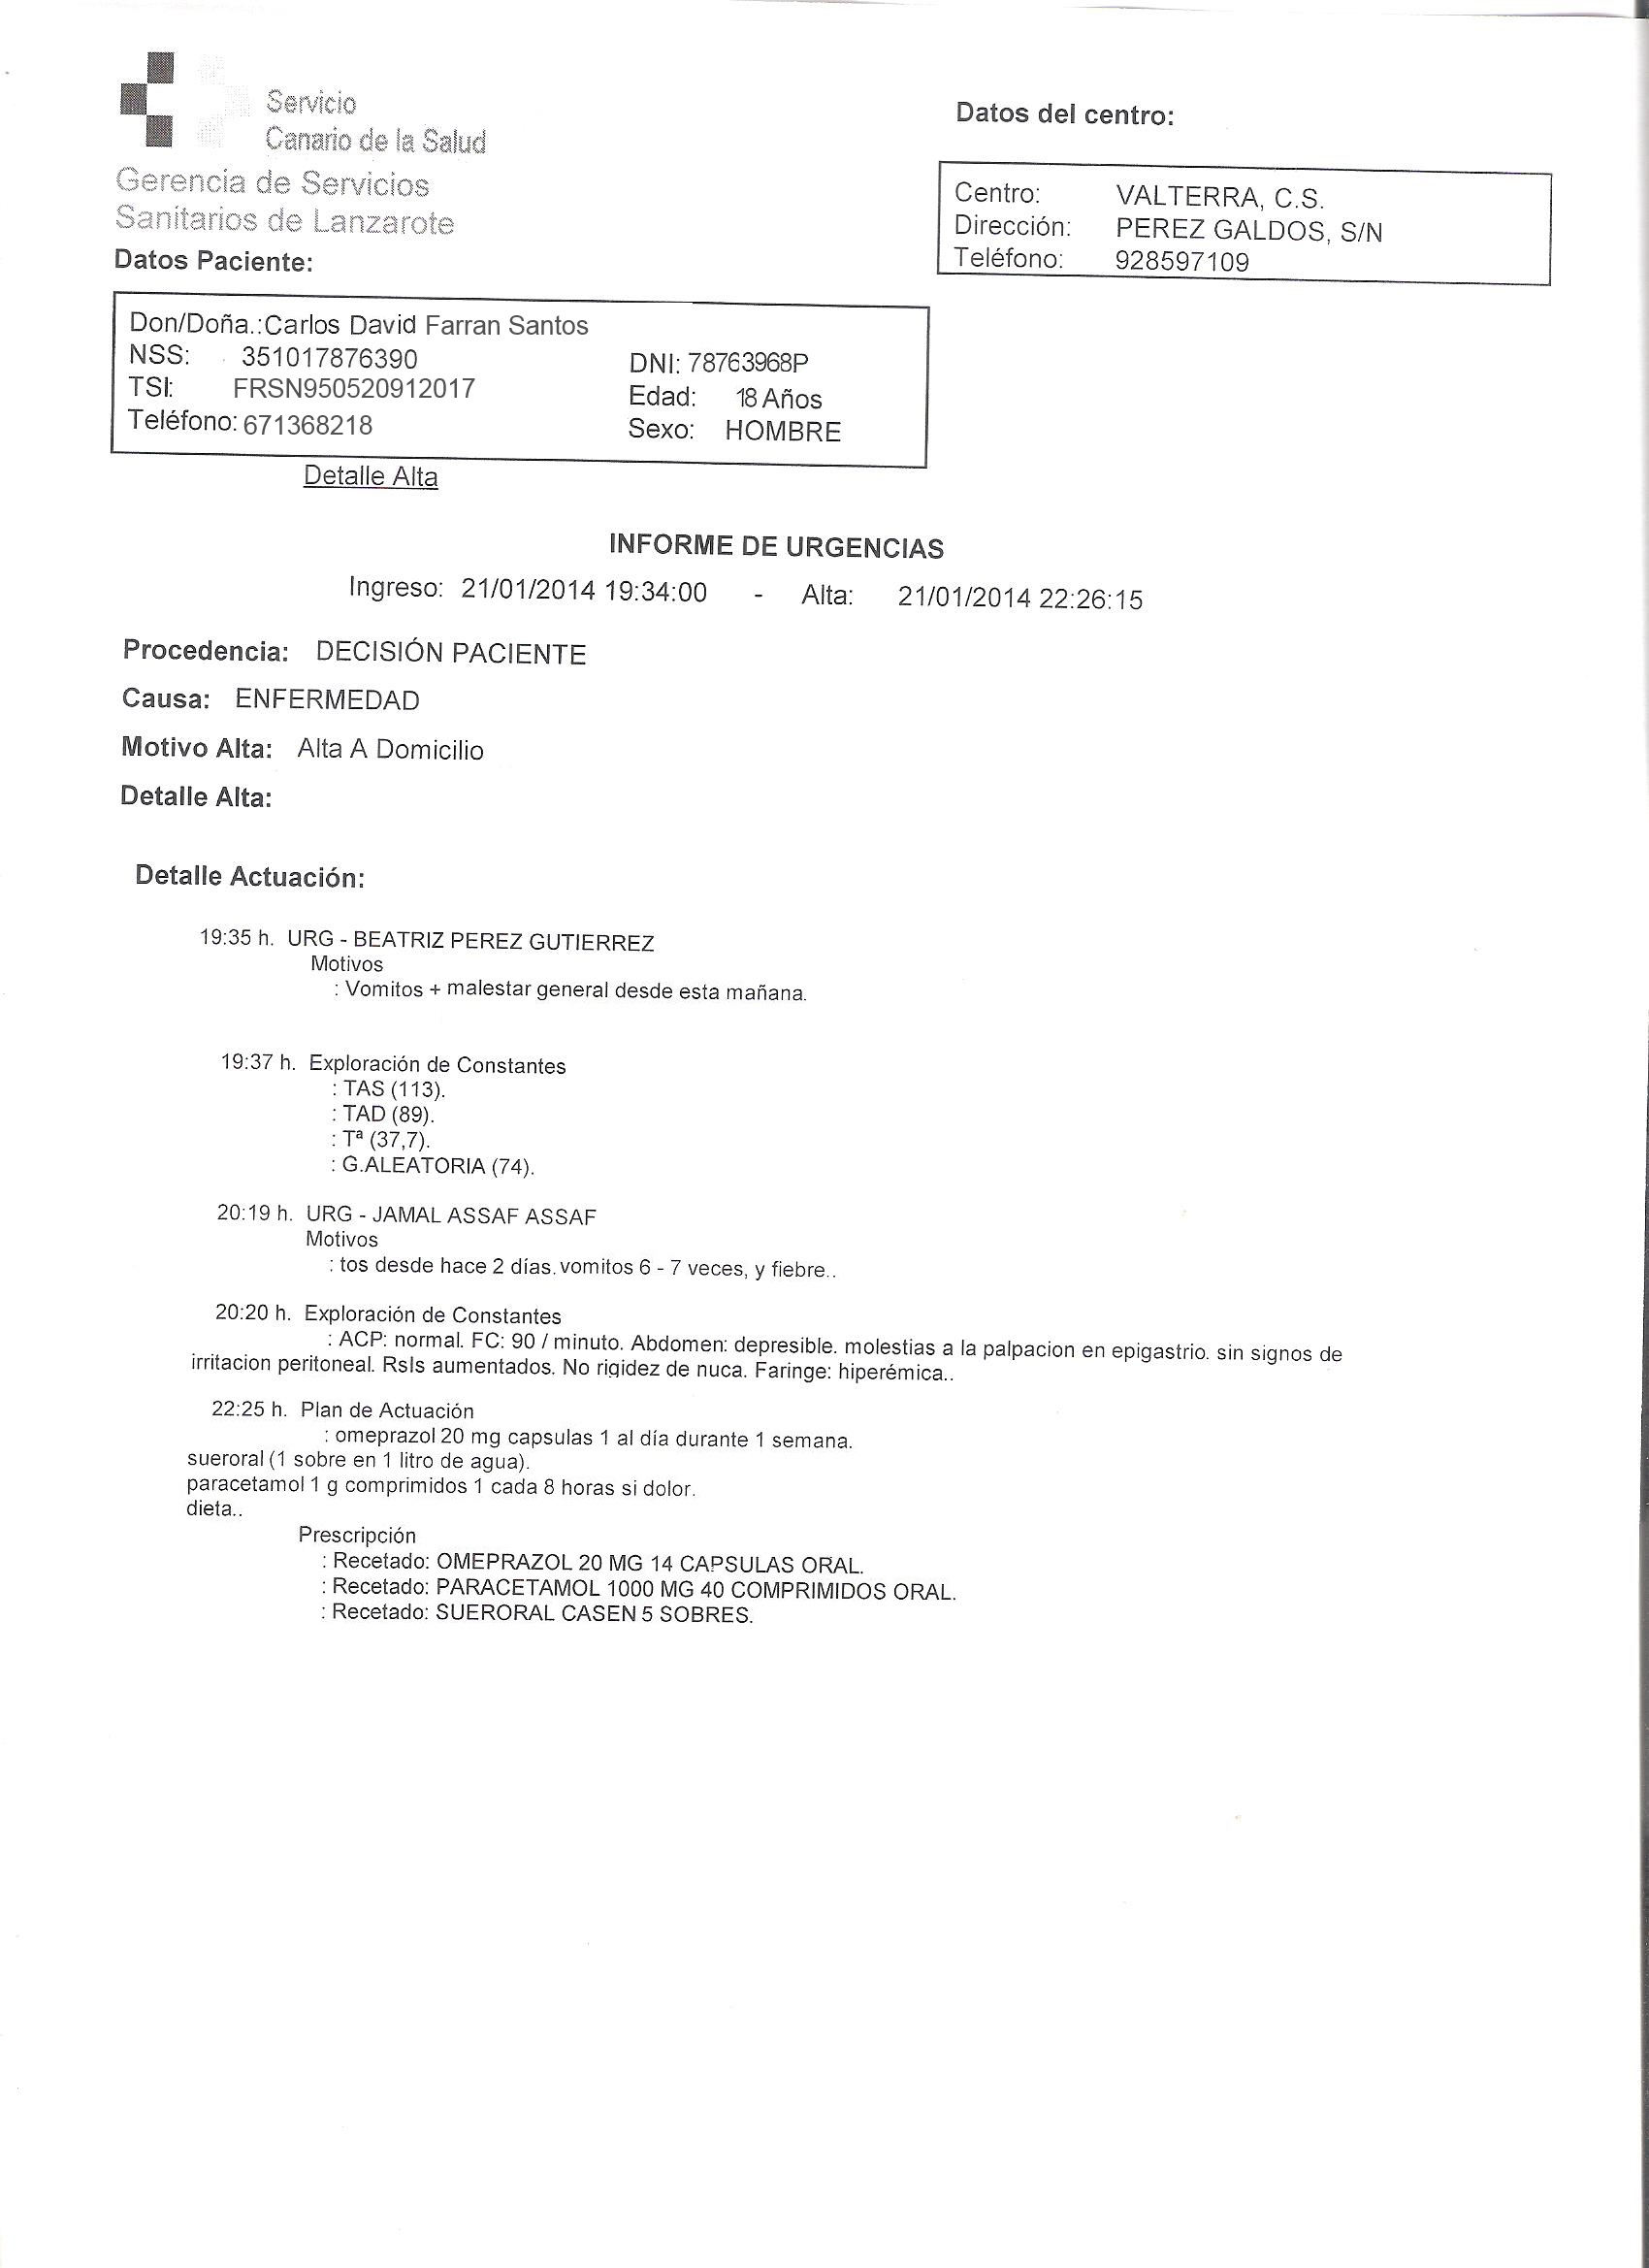 Servicio
Canario de la Salud
Gerencia de Servicios
Sanitarios de Lanzarote
Datos del centro:
Centro: VALTERRA, C.S.
Dirección: PEREZ GALDOS, S/N
Teléfono: 928597109
Datos Paciente:
Don/Doña.:Carlos David Farran Santos
NSS: 351017876390
DNI: 78763968P
TSI: FRSN950520912017
Edad: 18 Años
Teléfono: 671368218
Sexo: HOMBRE
Detalle Alta
INFORME DE URGENCIAS
Ingreso: 21/01/2014 19:34:00 - Alta: 21/01/2014 22:26:15
Procedencia: DECISIÓN PACIENTE
Causa: ENFERMEDAD
Motivo Alta: Alta A Domicilio
Detalle Alta:
Detalle Actuación:
19:35 h. URG - BEATRIZ PEREZ GUTIERREZ
Motivos
: Vomitos + malestar general desde esta mañana.
19:37 h. Exploración de Constantes
: TAS (113).
: TAD (89).
: Tª (37,7).
: G.ALEATORIA (74).
20:19 h. URG - JAMAL ASSAF ASSAF
Motivos
: tos desde hace 2 días. vomitos 6 - 7 veces, y fiebre..
20:20 h. Exploración de Constantes
: ACP: normal. FC: 90 / minuto. Abdomen: depresible. molestias a la palpacion en epigastrio. sin signos de
irritacion peritoneal. RsIs aumentados. No rigidez de nuca. Faringe: hiperémica..
22:25 h. Plan de Actuación
: omeprazol 20 mg capsulas 1 al día durante 1 semana.
sueroral (1 sobre en 1 litro de agua).
paracetamol 1 g comprimidos 1 cada 8 horas si dolor.
dieta..
Prescripción
: Recetado: OMEPRAZOL 20 MG 14 CAPSULAS ORAL.
: Recetado: PARACETAMOL 1000 MG 40 COMPRIMIDOS ORAL.
: Recetado: SUERORAL CASEN 5 SOBRES.